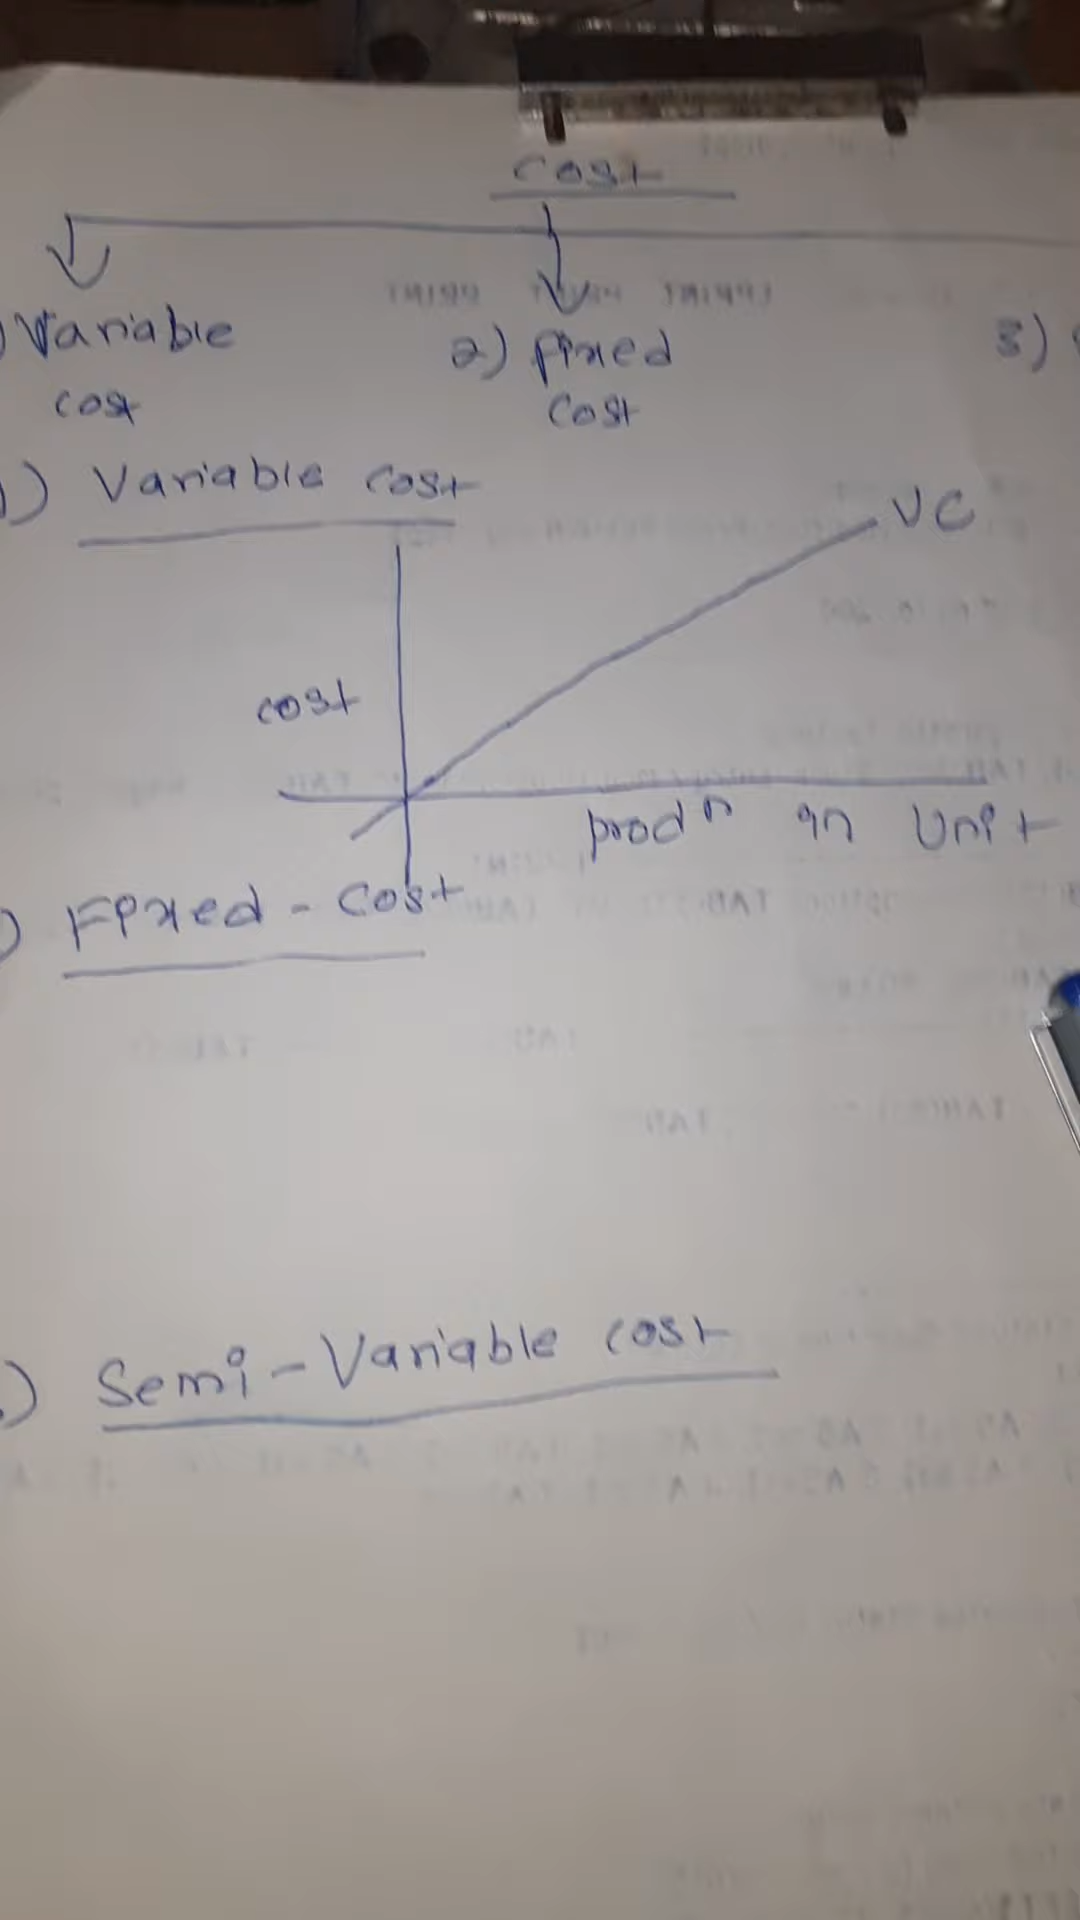 Cost
Variable
cost
2) fixed
Cost
3)
Variable cost
VC
cost
prodn in Unit
Fixed - Cost
Semi - Variable cost